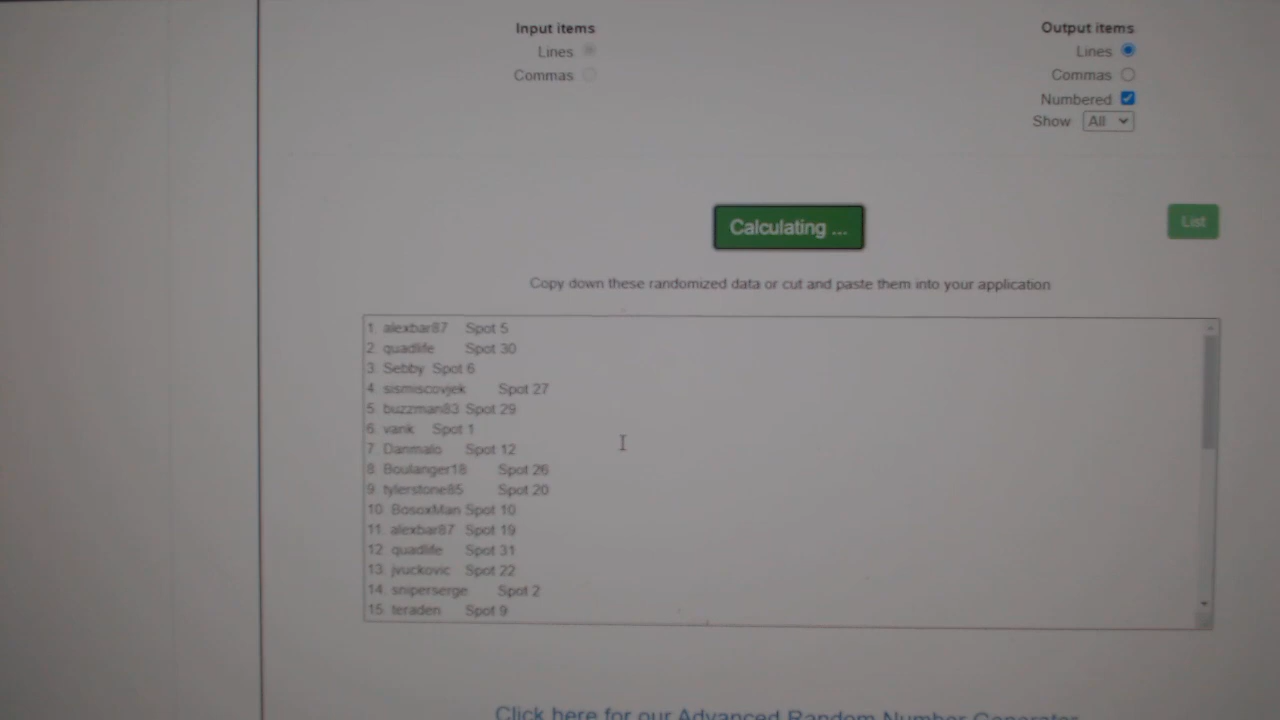 Input items
Lines
Commas
Output items
Lines
Commas
Numbered
Show All
Calculating ...
List
Copy down these randomized data or cut and paste them into your application
1. alexbar87 Spot 5
2. quadlife Spot 30
3. Sebby Spot 6
4. sismiscovjek Spot 27
5. buzzman83 Spot 29
6. vank Spot 1
7. Danmalo Spot 12
8. Boulanger18 Spot 26
9. tylerstone85 Spot 20
10. BosoxMan Spot 10
11. alexbar87 Spot 19
12. quadlife Spot 31
13. jvuckovic Spot 22
14. sniperserge Spot 2
15. teraden Spot 9
Click here for our Advanced Random Number Generator